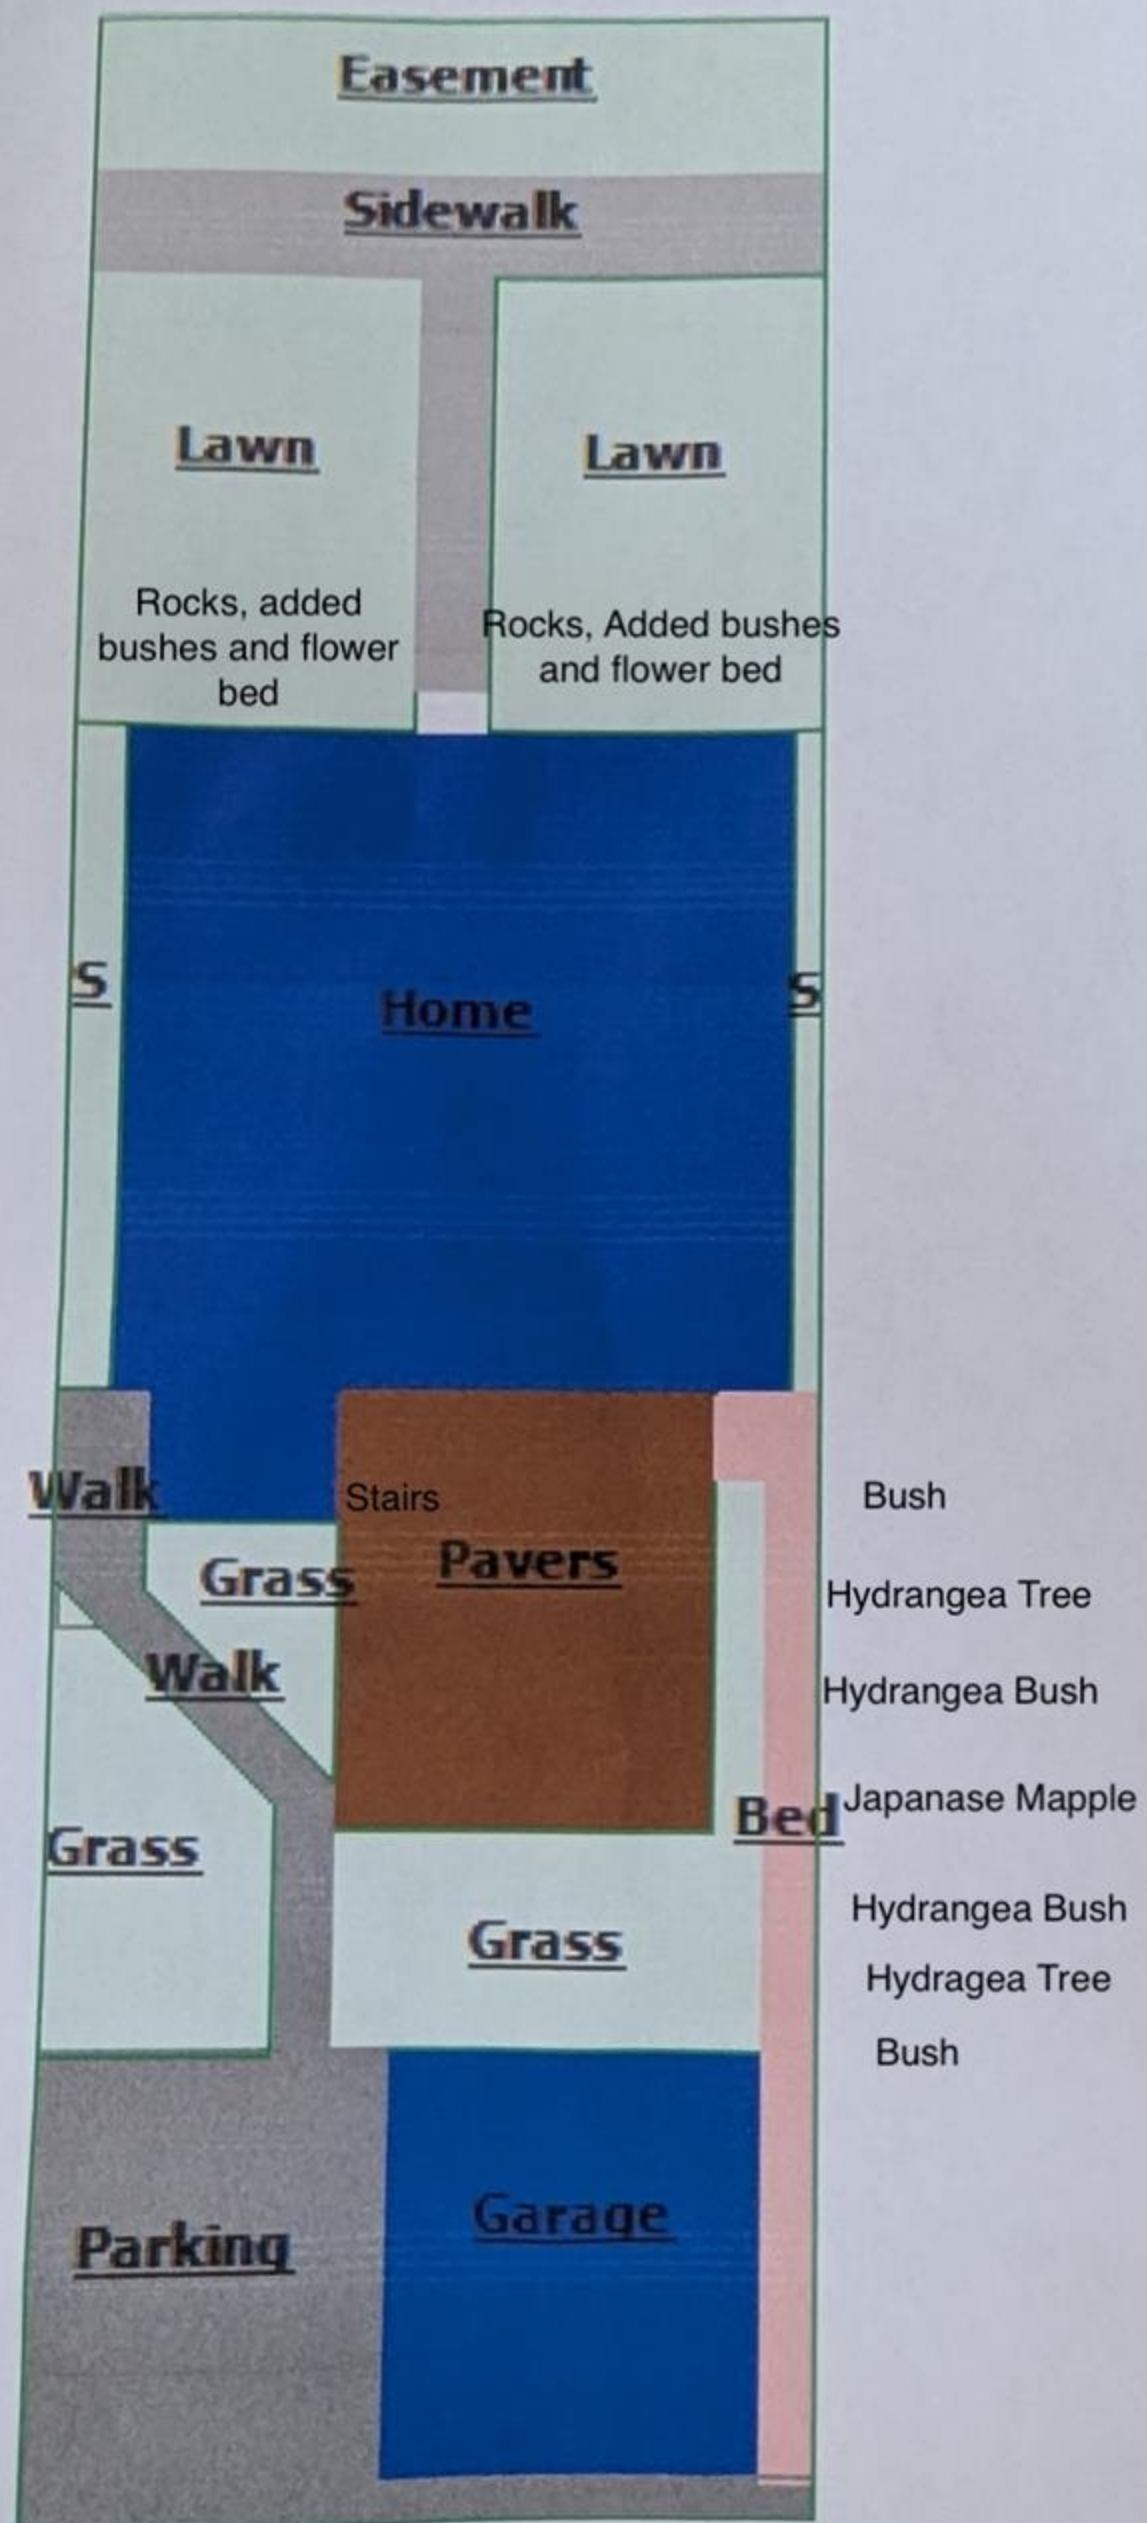 Easement
Sidewalk
Lawn
Lawn
Rocks, added
bushes and flower
bed
Rocks, Added bushes
and flower bed
S
Home
S
Walk
Stairs
Bush
Pavers
Grass
Hydrangea Tree
Walk
Hydrangea Bush
Japanase Mapple
Bed
Grass
Hydrangea Bush
Grass
Hydragea Tree
Bush
Garage
Parking